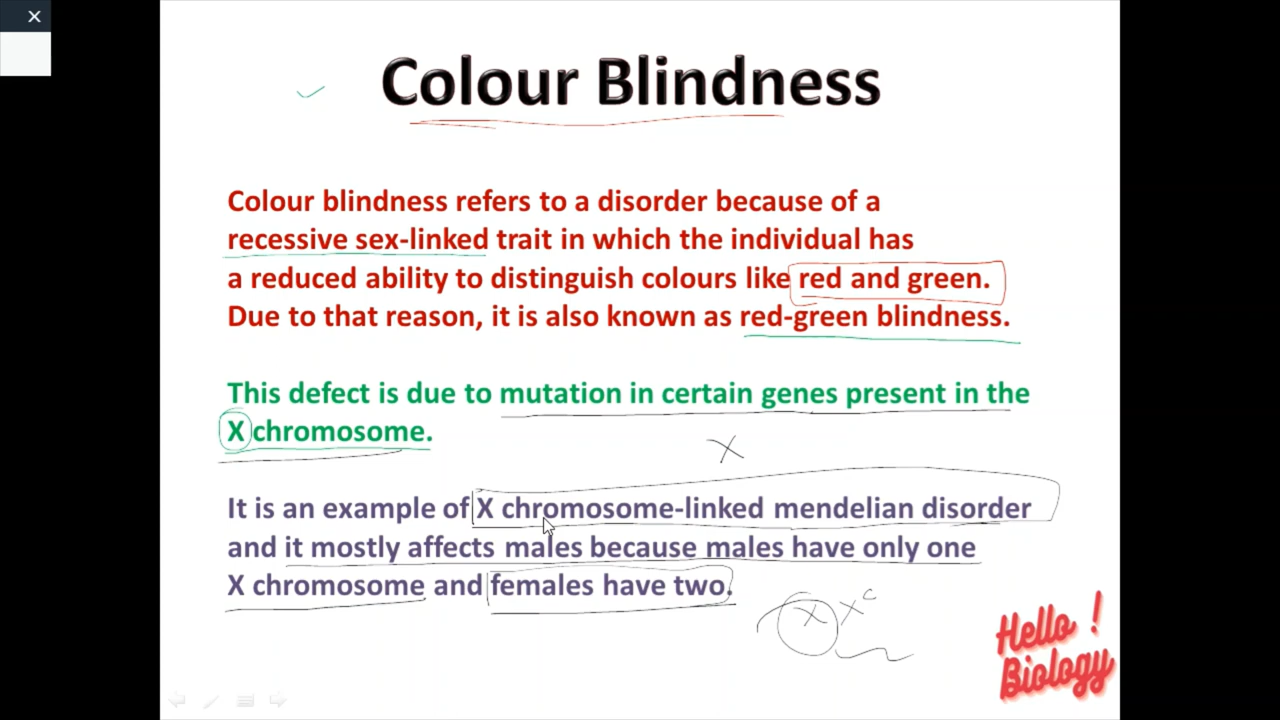 Colour Blindness
Colour blindness refers to a disorder because of a
recessive sex-linked trait in which the individual has
a reduced ability to distinguish colours like red and green.
Due to that reason, it is also known as red-green blindness.
This defect is due to mutation in certain genes present in the
X chromosome.
X
It is an example of X chromosome-linked mendelian disorder
and it mostly affects males because males have only one
X chromosome and females have two.
X X^c
Hello !
Biology